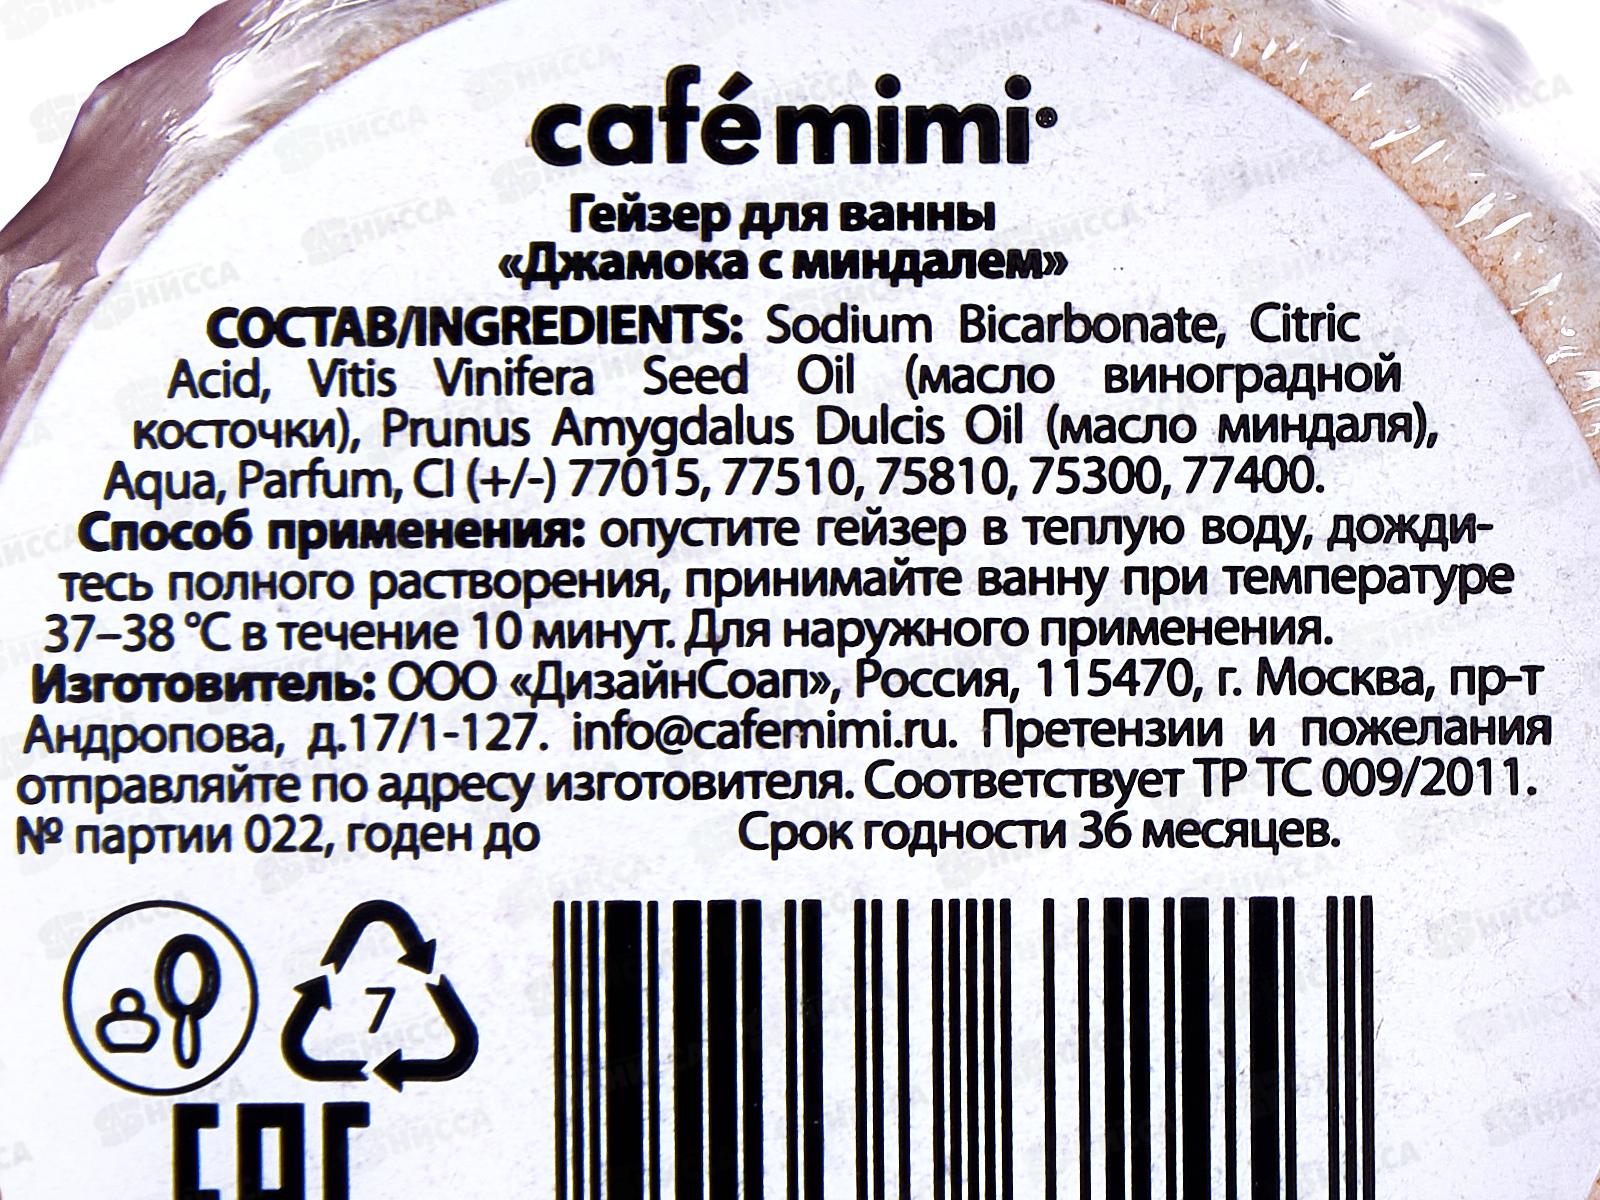 café mimi®
Гейзер для ванны
«Джамока с миндалем»
СОСТАВ/INGREDIENTS: Sodium Bicarbonate, Citric
Acid, Vitis Vinifera Seed Oil (масло виноградной
косточки), Prunus Amygdalus Dulcis Oil (масло миндаля),
Aqua, Parfum, CI (+/-) 77015, 77510, 75810, 75300, 77400.
Способ применения: опустите гейзер в теплую воду, дожди-
тесь полного растворения, принимайте ванну при температуре
37–38 °C в течение 10 минут. Для наружного применения.
Изготовитель: ООО «ДизайнСоап», Россия, 115470, г. Москва, пр-т
Андропова, д.17/1-127. info@cafemimi.ru. Претензии и пожелания
отправляйте по адресу изготовителя. Соответствует ТР ТС 009/2011.
№ партии 022, годен до Срок годности 36 месяцев.
7
EAC
НИССА